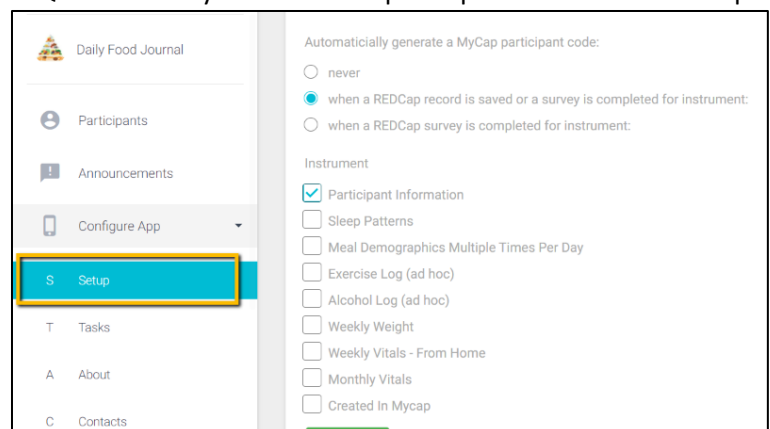 Daily Food Journal
Participants
Announcements
Configure App
S Setup
T Tasks
A About
C Contacts
Automaticially generate a MyCap participant code:
never
when a REDCap record is saved or a survey is completed for instrument:
when a REDCap survey is completed for instrument:
Instrument
Participant Information
Sleep Patterns
Meal Demographics Multiple Times Per Day
Exercise Log (ad hoc)
Alcohol Log (ad hoc)
Weekly Weight
Weekly Vitals - From Home
Monthly Vitals
Created In Mycap